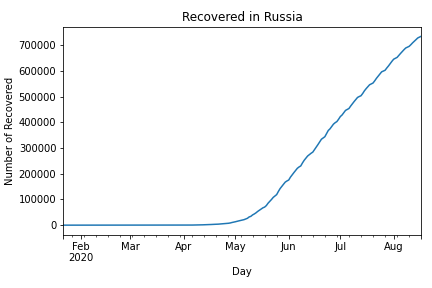 Recovered in Russia
Number of Recovered
700000
600000
500000
400000
300000
200000
100000
0
Feb Mar Apr May Jun Jul Aug
2020
Day